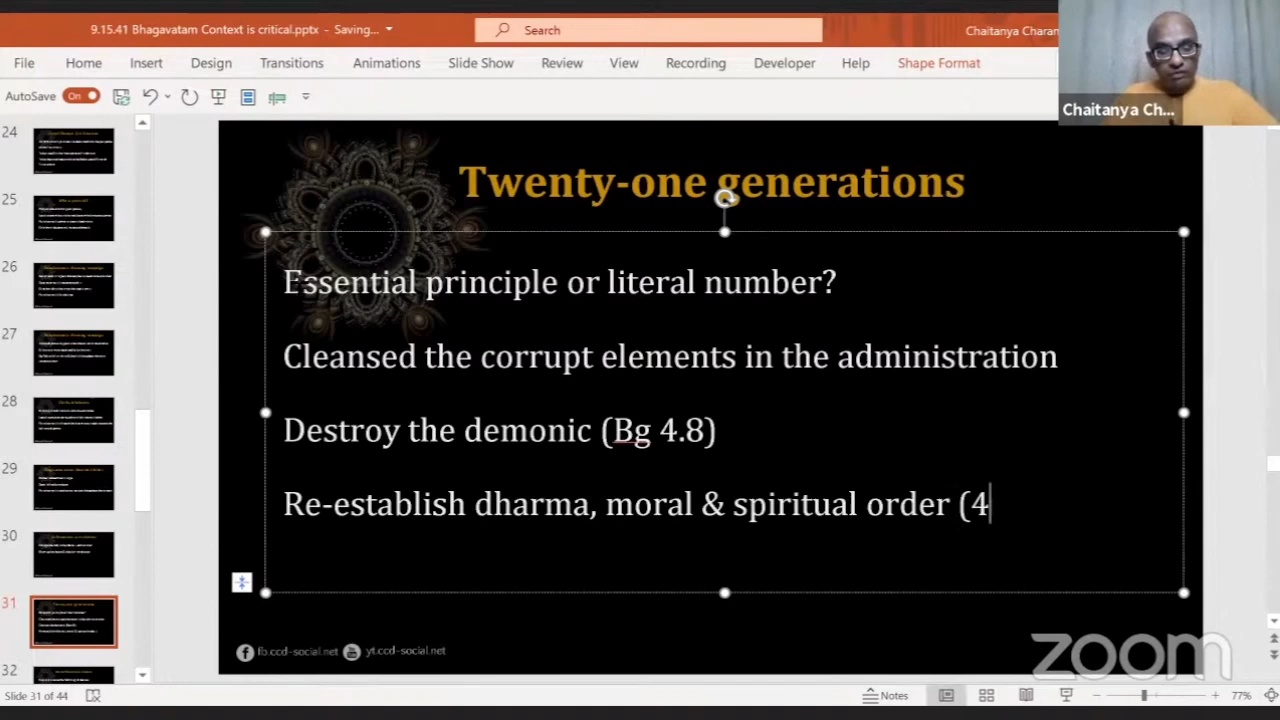 9.15.41 Bhagavatam Context is critical.pptx - Saving...
Search
Chaitanya Charan
File Home Insert Design Transitions Animations Slide Show Review View Recording Developer Help Shape Format
Chaitanya Ch...
AutoSave On
24
25
26
27
28
29
30
31
32
Twenty-one generations
Essential principle or literal number?
Cleansed the corrupt elements in the administration
Destroy the demonic (Bg 4.8)
Re-establish dharma, moral & spiritual order (4
fb.ccd-social.net yt.ccd-social.net
zoom
Slide 31 of 44
Notes
77%